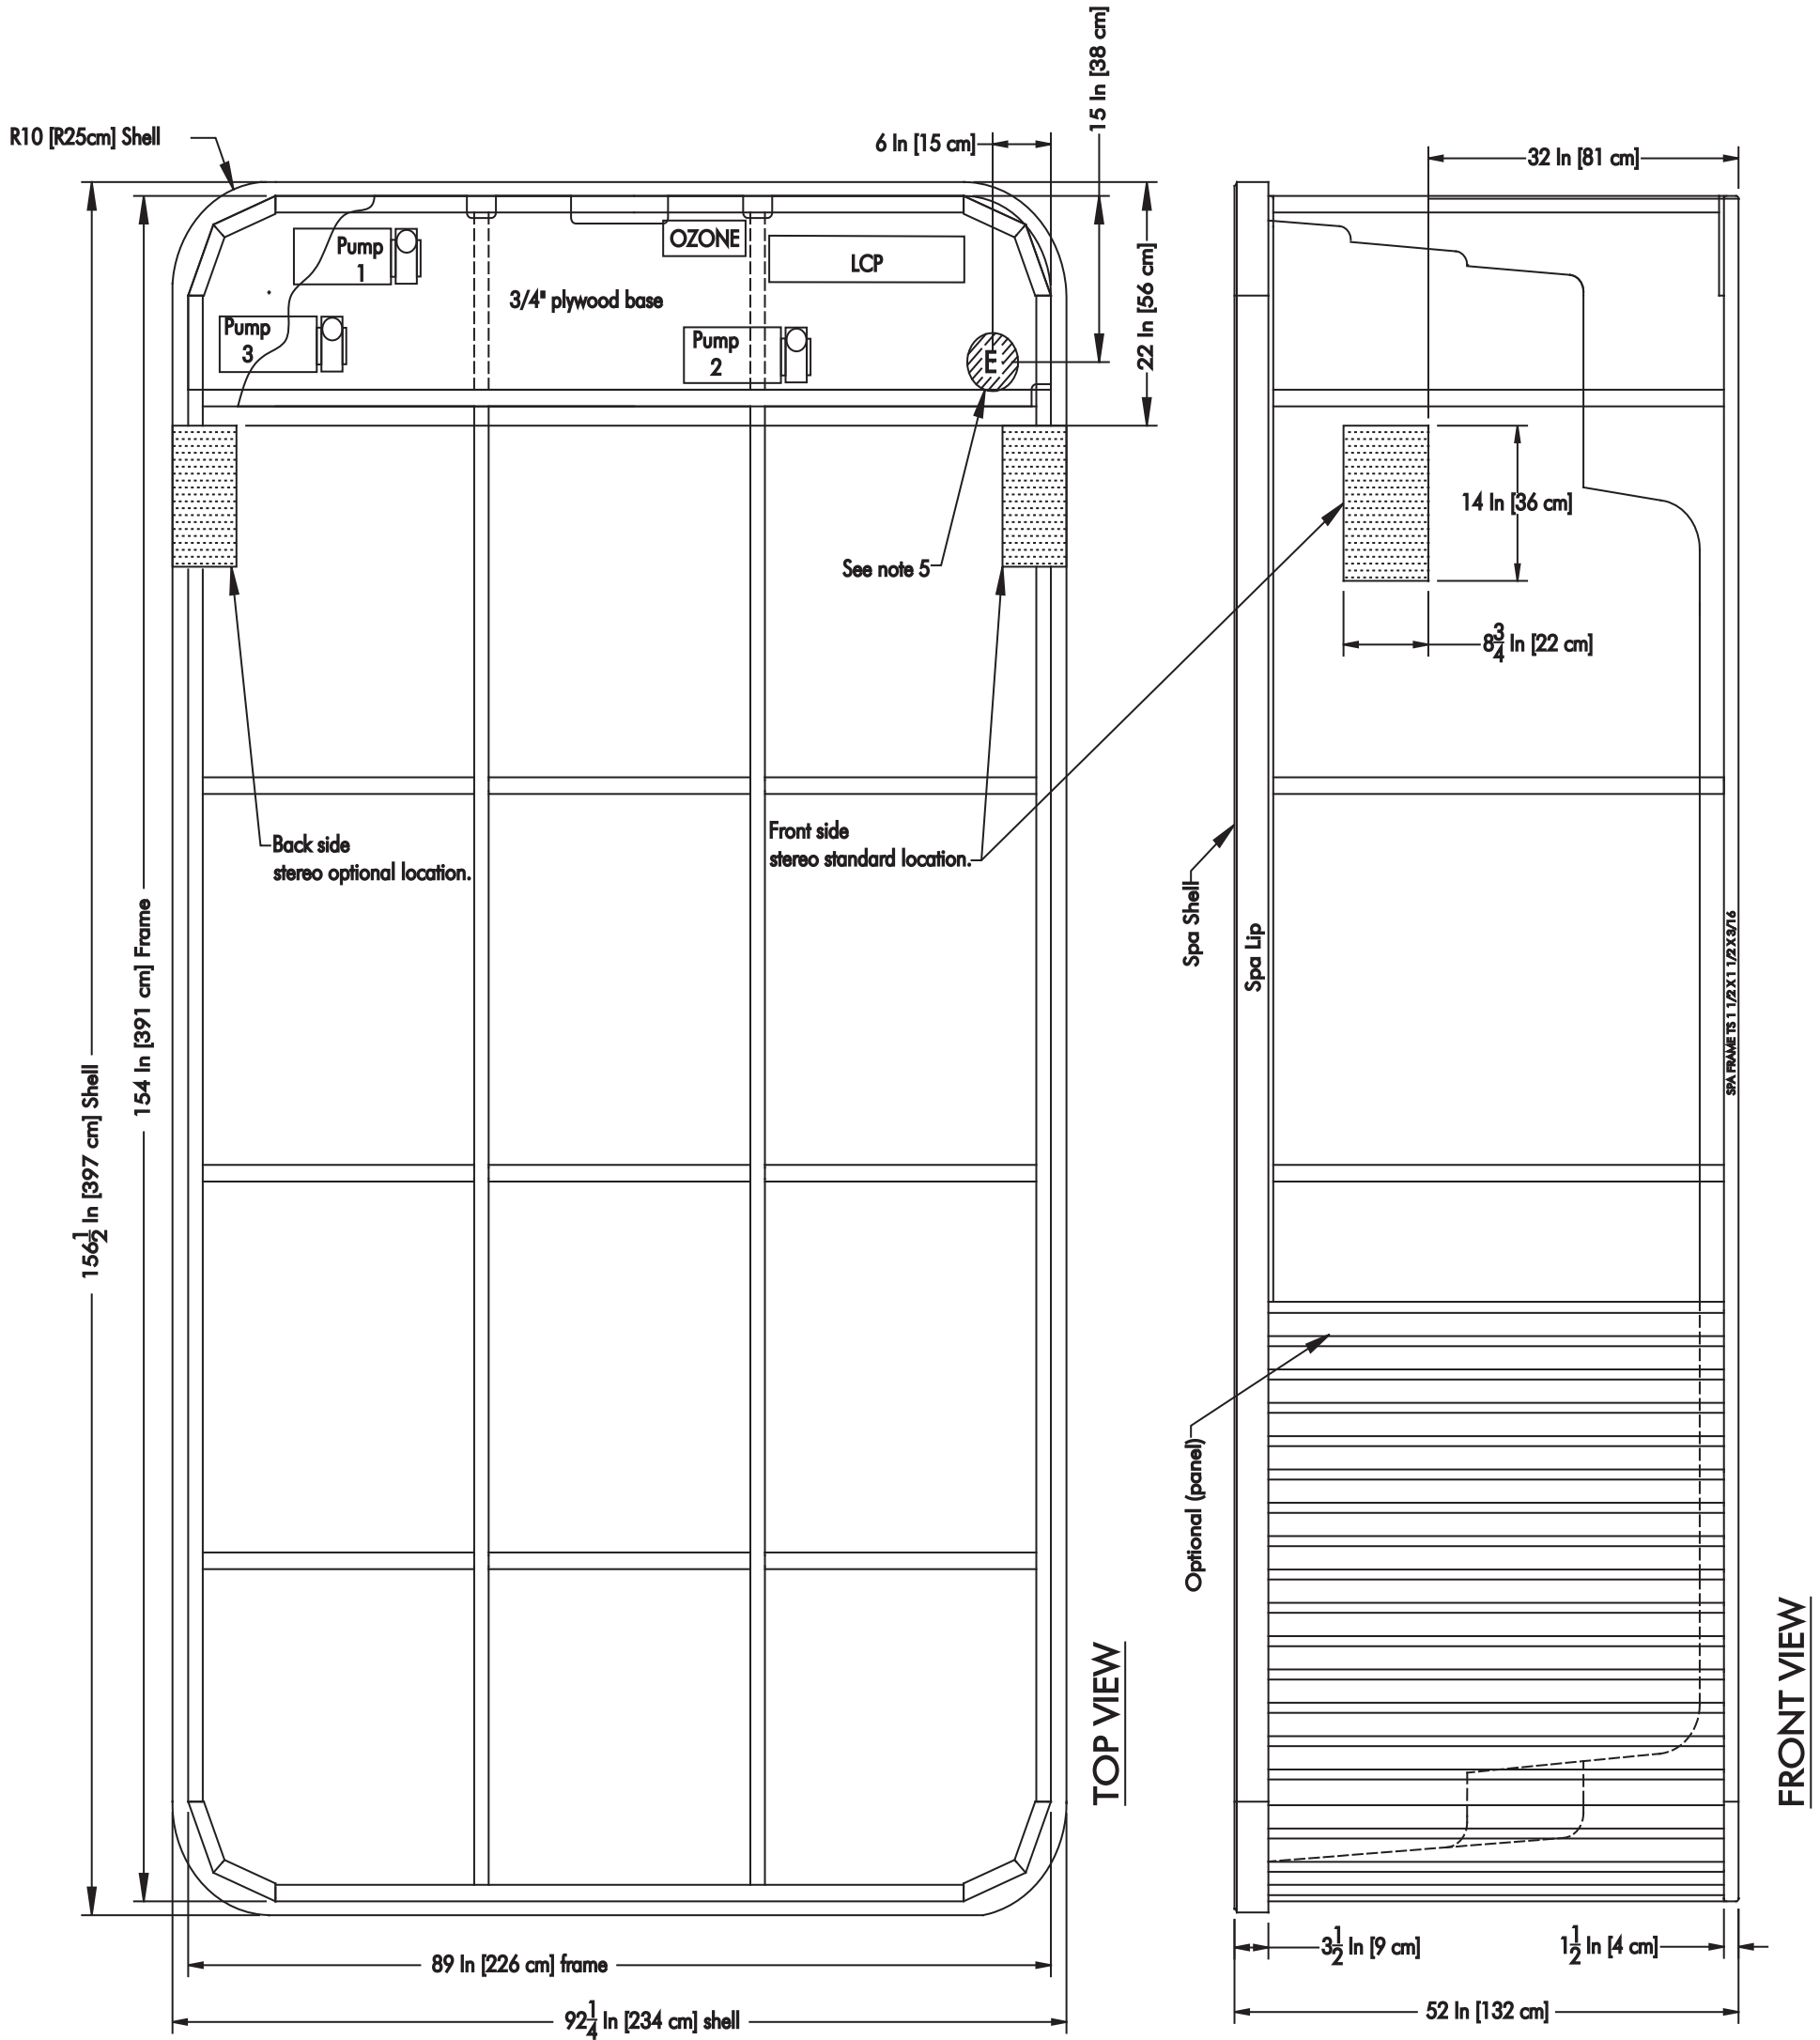 15 In [38 cm]
R10 [R25cm] Shell
6 In [15 cm]
32 In [81 cm]
Pump
1
OZONE
LCP
3/4" plywood base
22 In [56 cm]
Pump
3
Pump
2
E
14 In [36 cm]
See note 5
8 3/4 In [22 cm]
Back side
stereo optional location.
Front side
stereo standard location.
Spa Shell
Spa Lip
SPA FRAME TS 1 1/2 X 1 1/2 X 3/16
154 In [391 cm] Frame
156 1/2 In [397 cm] Shell
Optional (panel)
TOP VIEW
FRONT VIEW
3 1/2 In [9 cm]
1 1/2 In [4 cm]
89 In [226 cm] frame
92 1/4 In [234 cm] shell
52 In [132 cm]